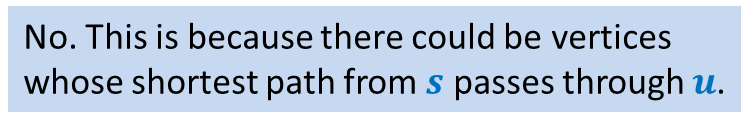 No. This is because there could be vertices
whose shortest path from s passes through u.